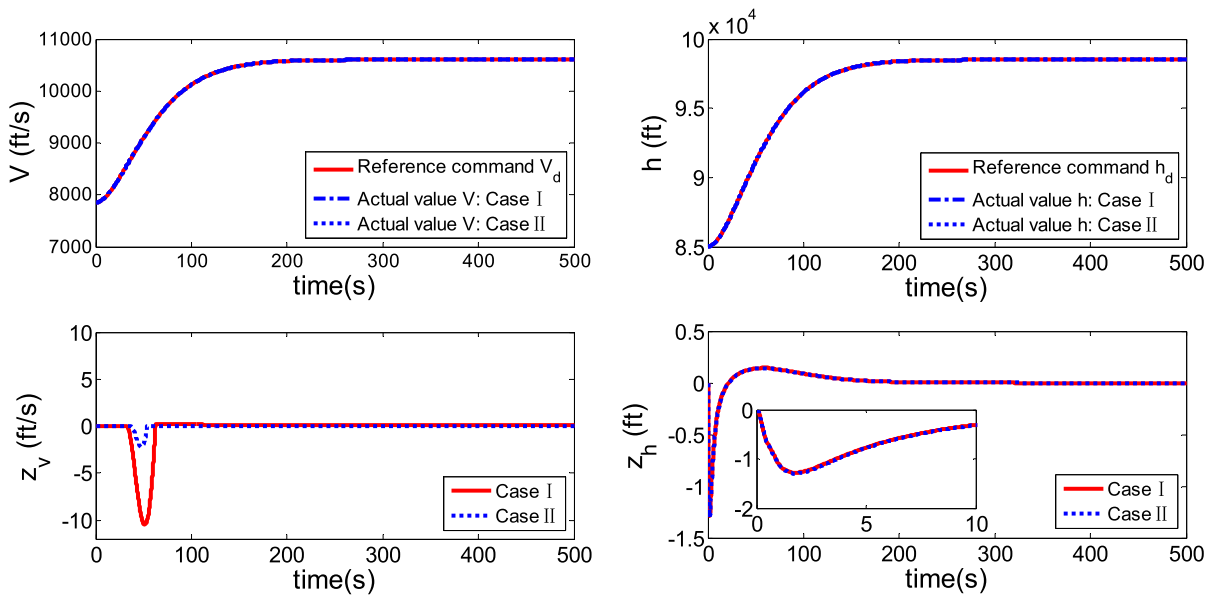 11000
10000
9000
8000
7000
V (ft/s)
Reference command V_d
Actual value V: Case Ⅰ
Actual value V: Case Ⅱ
0 100 200 300 400 500
time(s)
x 10^4
10
9.5
9
8.5
h (ft)
Reference command h_d
Actual value h: Case Ⅰ
Actual value h: Case Ⅱ
0 100 200 300 400 500
time(s)
10
5
0
-5
-10
z_v (ft/s)
Case Ⅰ
Case Ⅱ
0 100 200 300 400 500
time(s)
0.5
0
-0.5
-1
-1.5
z_h (ft)
0
-1
-2
0 5 10
Case Ⅰ
Case Ⅱ
0 100 200 300 400 500
time(s)